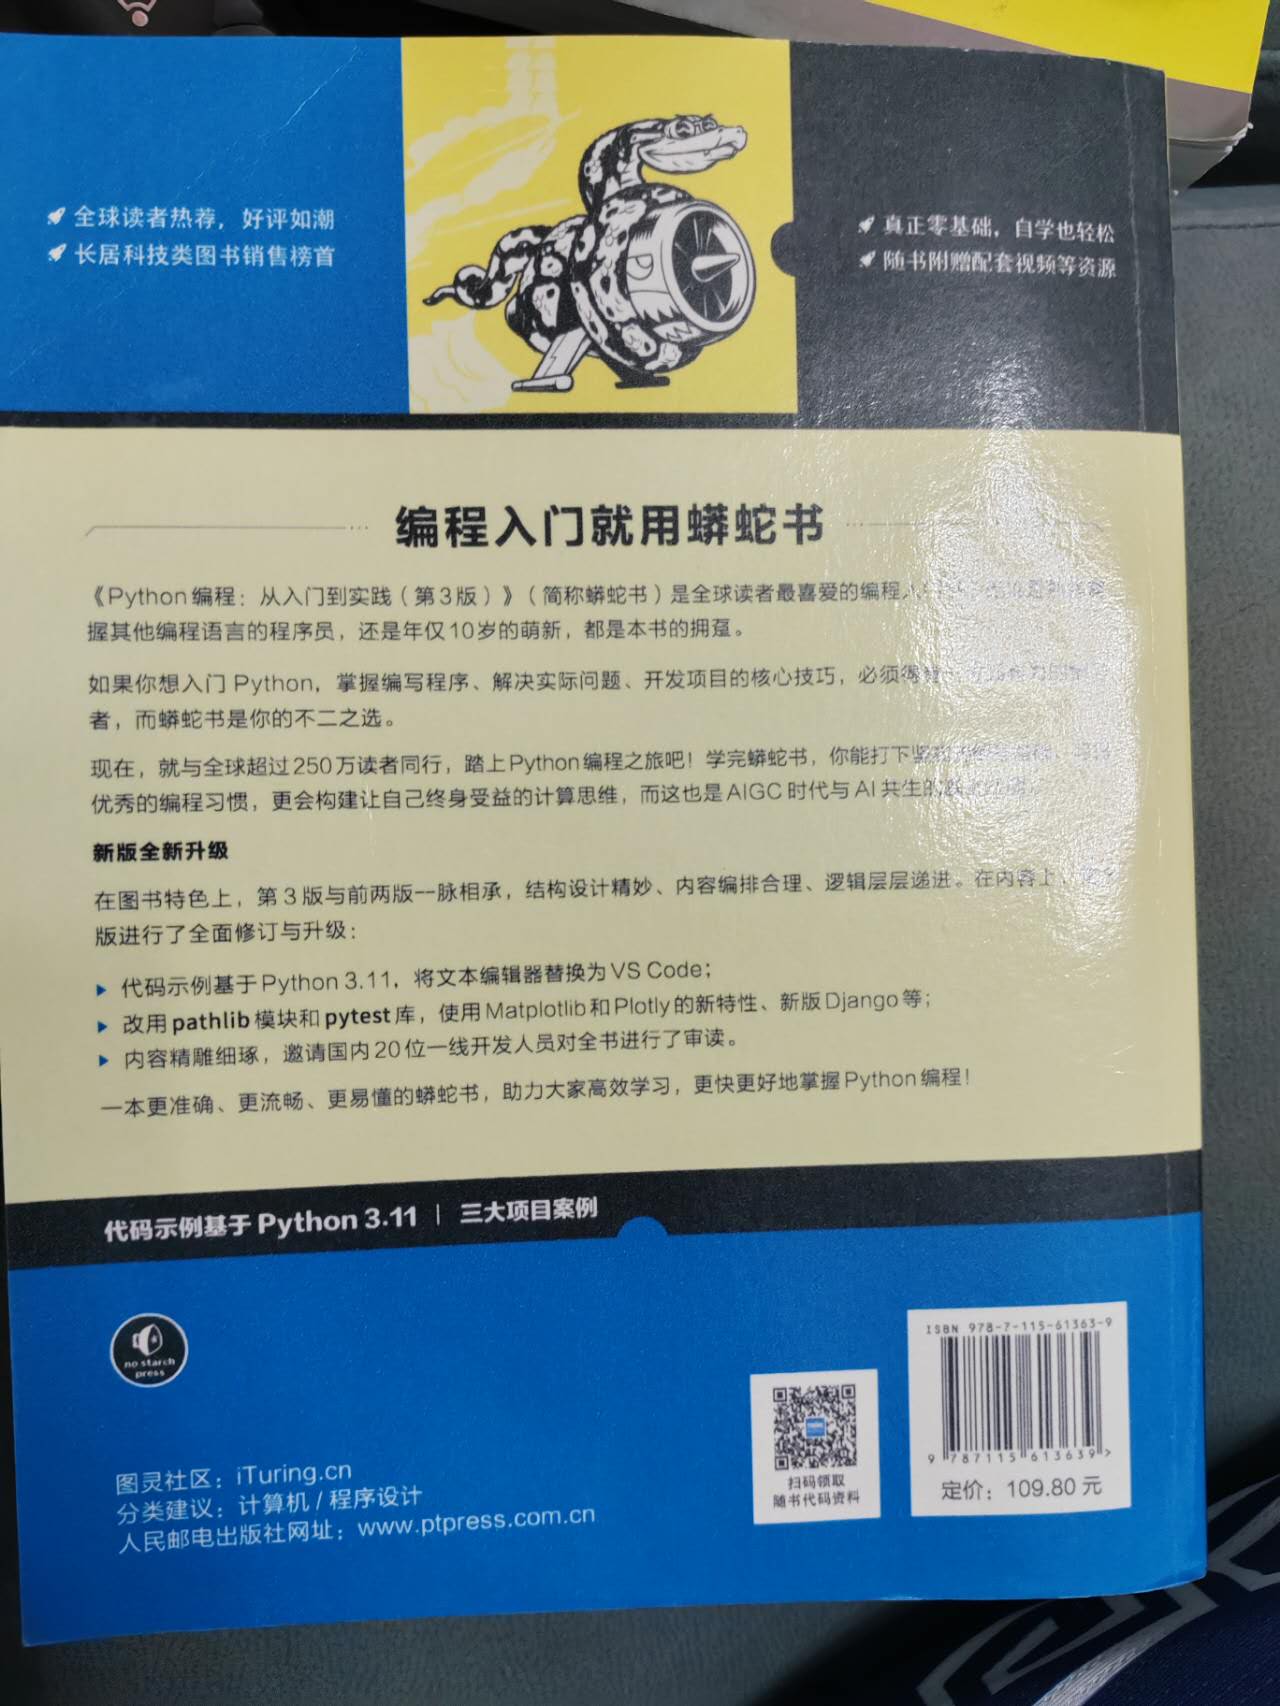 全球读者热荐，好评如潮
长居科技类图书销售榜首
真正零基础，自学也轻松
随书附赠配套视频等资源
编程入门就用蟒蛇书
《Python编程：从入门到实践（第3版）》（简称蟒蛇书）是全球读者最喜爱的编程
握其他编程语言的程序员，还是年仅10岁的萌新，都是本书的拥趸。
如果你想入门 Python，掌握编写程序、解决实际问题、开发项目的核心技巧，必须得
者，而蟒蛇书是你的不二之选。
现在，就与全球超过250万读者同行，踏上Python编程之旅吧！学完蟒蛇书，你能打下
优秀的编程习惯，更会构建让自己终身受益的计算思维，而这也是AIGC时代与AI共生的
新版全新升级
在图书特色上，第3版与前两版一脉相承，结构设计精妙、内容编排合理、逻辑层层递进。在内容上，
版进行了全面修订与升级：
▶ 代码示例基于Python 3.11，将文本编辑器替换为VS Code；
▶ 改用pathlib模块和pytest库，使用Matplotlib和Plotly的新特性、新版Django等；
▶ 内容精雕细琢，邀请国内20位一线开发人员对全书进行了审读。
一本更准确、更流畅、更易懂的蟒蛇书，助力大家高效学习，更快更好地掌握Python编程！
代码示例基于Python 3.11 | 三大项目案例
no starch
press
图灵社区：iTuring.cn
分类建议：计算机 / 程序设计
人民邮电出版社网址：www.ptpress.com.cn
扫码领取
随书代码资料
ISBN 978-7-115-61363-9
9 787115 613639 >
定价：109.80 元